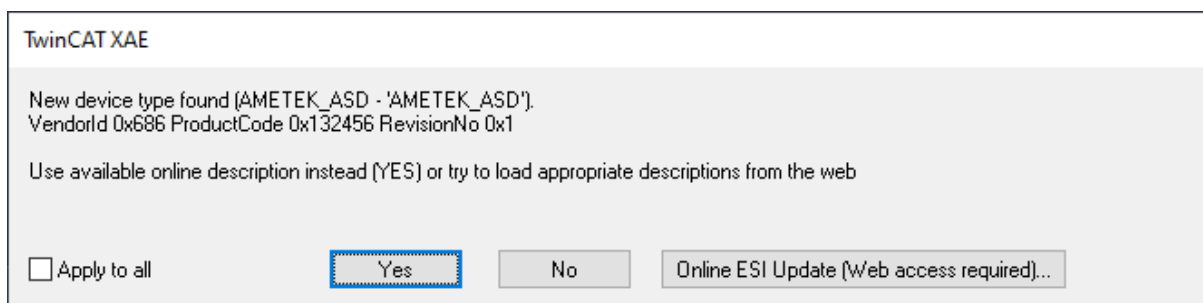 TwinCAT XAE
New device type found (AMETEK_ASD - 'AMETEK_ASD').
VendorId 0x686 ProductCode 0x132456 RevisionNo 0x1
Use available online description instead (YES) or try to load appropriate descriptions from the web
Apply to all
Yes
No
Online ESI Update (Web access required)...